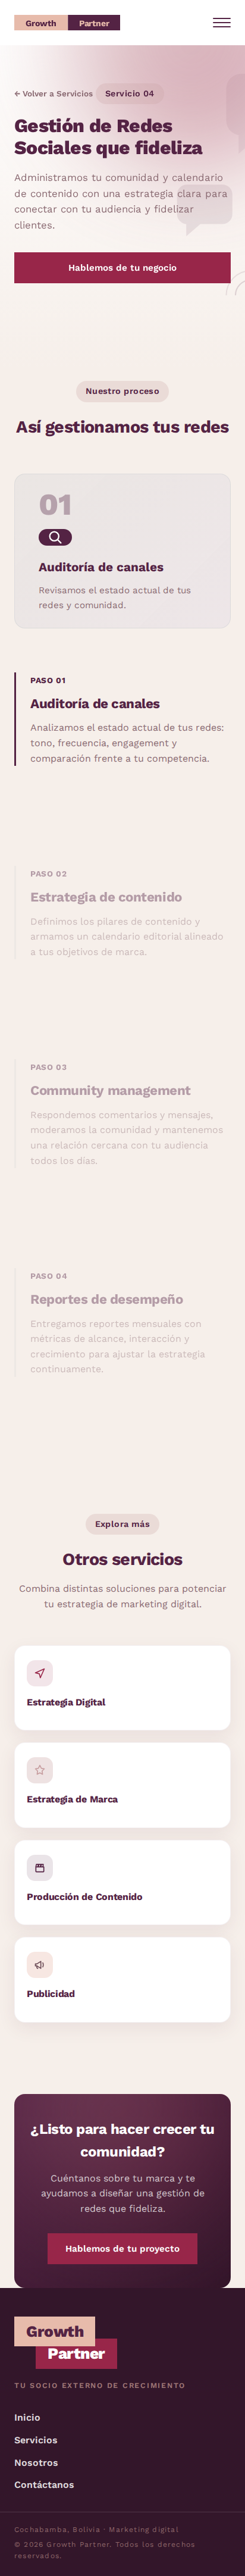 Growth Partner
← Volver a Servicios Servicio 04
Gestión de Redes
Sociales que fideliza
Administramos tu comunidad y calendario
de contenido con una estrategia clara para
conectar con tu audiencia y fidelizar
clientes.
Hablemos de tu negocio
Nuestro proceso
Así gestionamos tus redes
01
Auditoría de canales
Revisamos el estado actual de tus
redes y comunidad.
PASO 01
Auditoría de canales
Analizamos el estado actual de tus redes:
tono, frecuencia, engagement y
comparación frente a tu competencia.
PASO 02
Estrategia de contenido
Definimos los pilares de contenido y
armamos un calendario editorial alineado
a tus objetivos de marca.
PASO 03
Community management
Respondemos comentarios y mensajes,
moderamos la comunidad y mantenemos
una relación cercana con tu audiencia
todos los días.
PASO 04
Reportes de desempeño
Entregamos reportes mensuales con
métricas de alcance, interacción y
crecimiento para ajustar la estrategia
continuamente.
Explora más
Otros servicios
Combina distintas soluciones para potenciar
tu estrategia de marketing digital.
Estrategia Digital
Estrategia de Marca
Producción de Contenido
Publicidad
¿Listo para hacer crecer tu
comunidad?
Cuéntanos sobre tu marca y te
ayudamos a diseñar una gestión de
redes que fideliza.
Hablemos de tu proyecto
Growth
Partner
TU SOCIO EXTERNO DE CRECIMIENTO
Inicio
Servicios
Nosotros
Contáctanos
Cochabamba, Bolivia · Marketing digital
© 2026 Growth Partner. Todos los derechos
reservados.